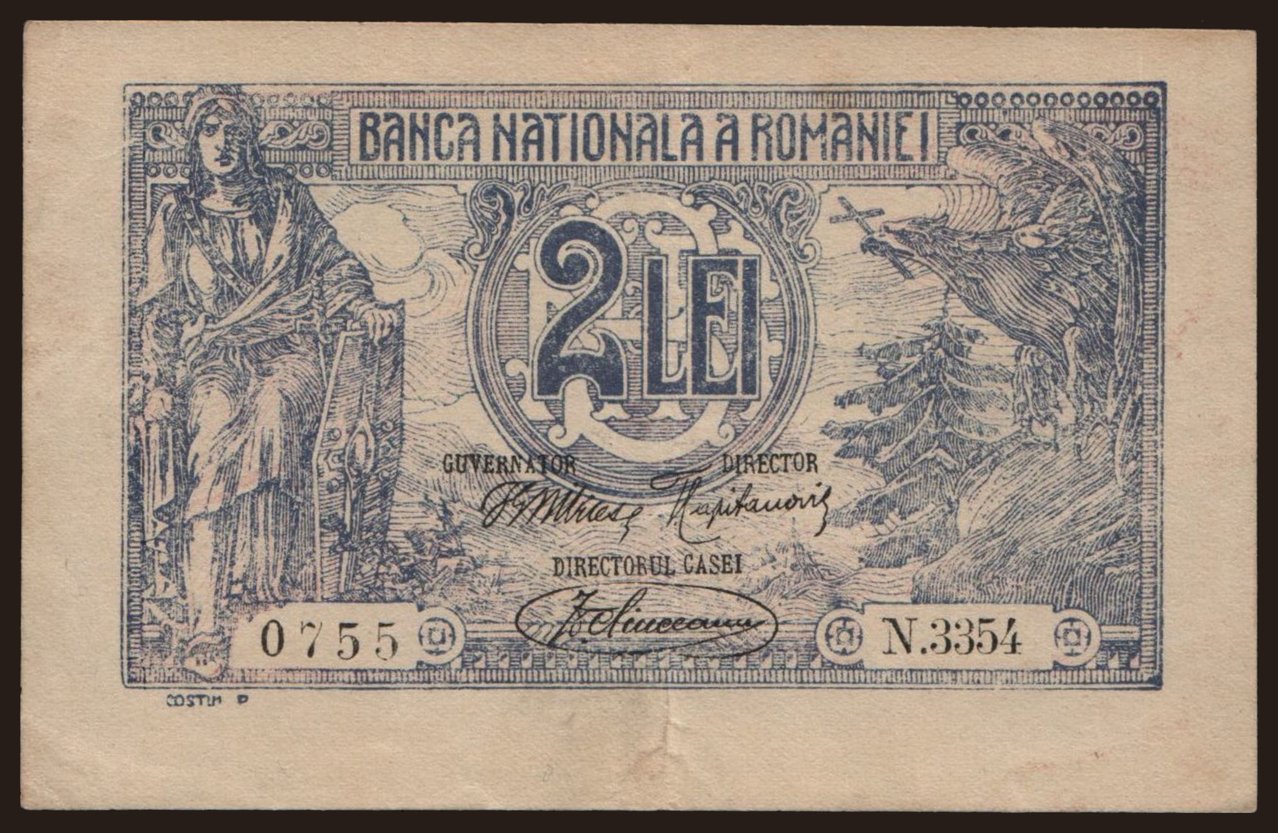 BANCA NATIONALA A ROMANIEI
2 LEI
GUVERNATOR DIRECTOR
DIRECTORUL CASEI
0755 N.3354
COSTIN P